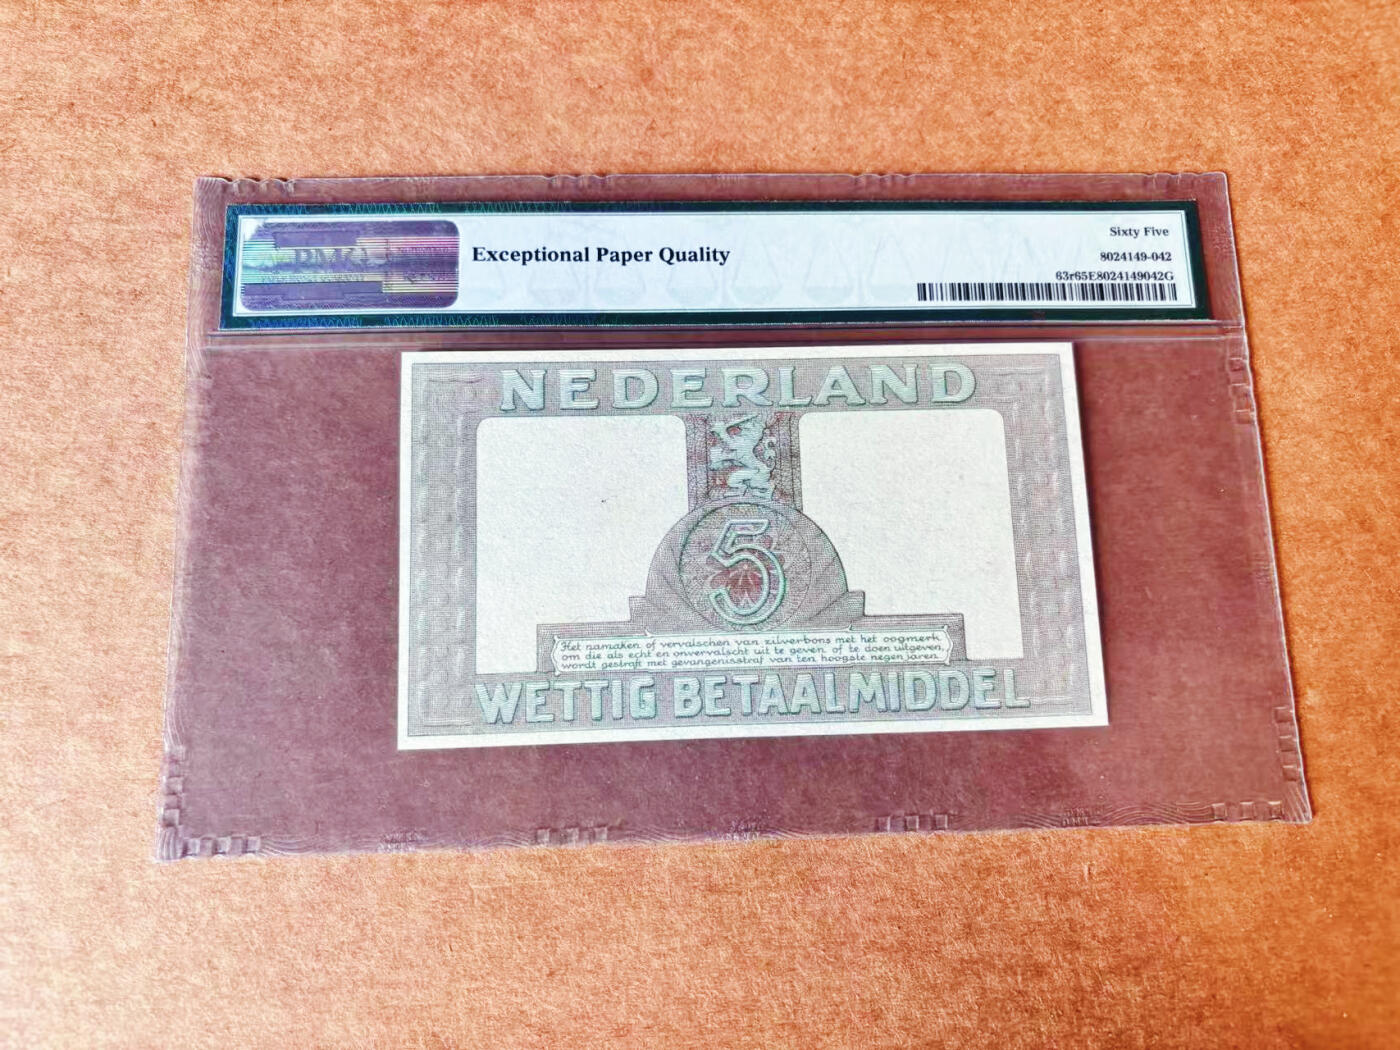 PMG
Exceptional Paper Quality
Sixty Five
8024149-042
63r65E8024149042G
NEDERLAND
5
Het namaken of vervalschen van zilverbons met het oogmerk
om die als echt en onvervalscht uit te geven of te doen uitgeven,
wordt gestraft met gevangenisstraf van ten hoogste negen jaren.
WETTIG BETAALMIDDEL